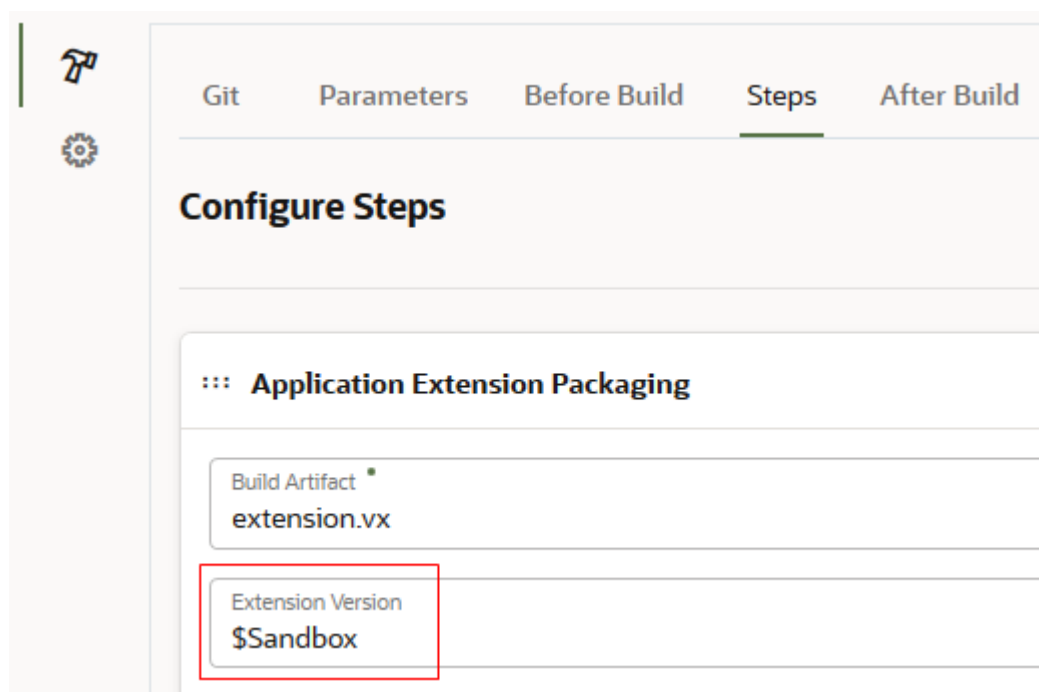 Git Parameters Before Build Steps After Build
Configure Steps
Application Extension Packaging
Build Artifact
extension.vx
Extension Version
$Sandbox